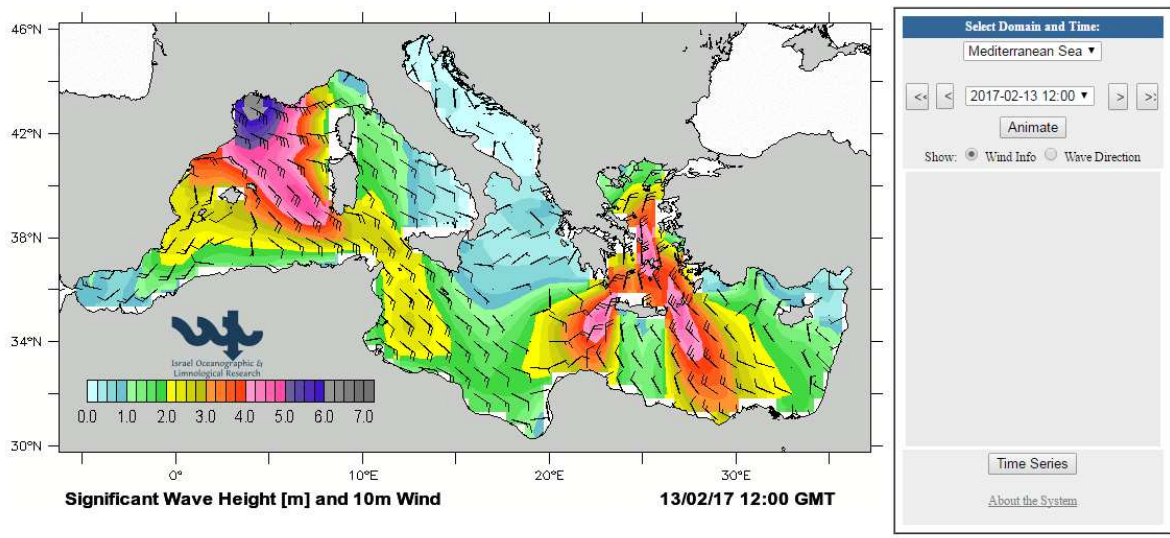 46°N
42°N
38°N
34°N
30°N
Israel Oceanographic &
Limnological Research
0.0 1.0 2.0 3.0 4.0 5.0 6.0 7.0
0° 10°E 20°E 30°E
Significant Wave Height [m] and 10m Wind 13/02/17 12:00 GMT
Select Domain and Time:
Mediterranean Sea ▼
<< < 2017-02-13 12:00 ▼ > >:
Animate
Show: Wind Info Wave Direction
Time Series
About the System